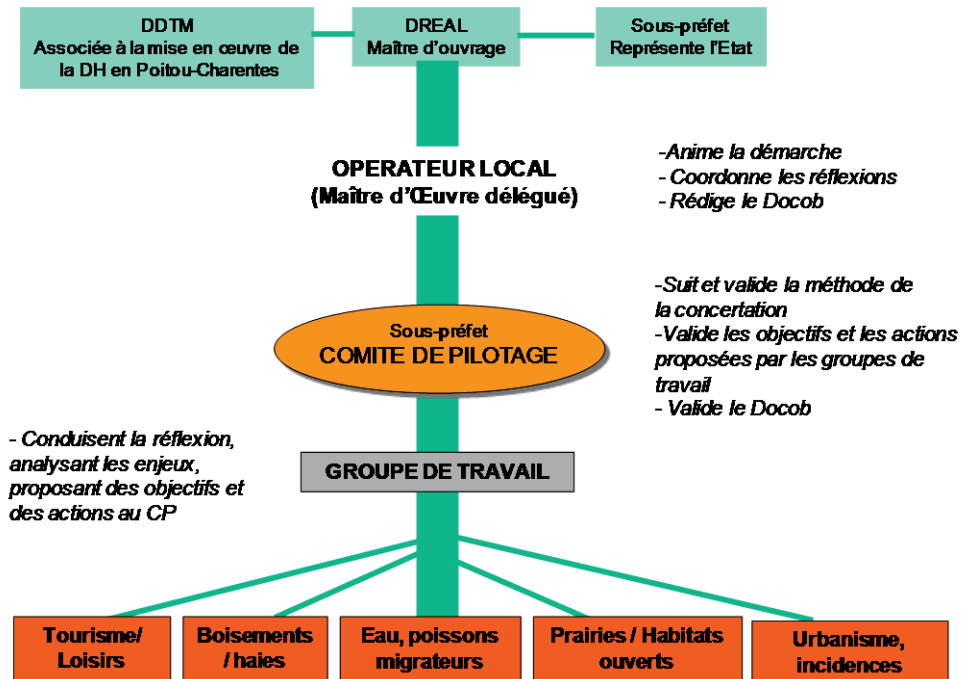 DDTM
Associée à la mise en œuvre de
la DH en Poitou-Charentes
DREAL
Maître d'ouvrage
Sous-préfet
Représente l'Etat
OPERATEUR LOCAL
(Maître d'Œuvre délégué)
-Anime la démarche
- Coordonne les réflexions
- Rédige le Docob
Sous-préfet
COMITE DE PILOTAGE
-Suit et valide la méthode de
la concertation
-Valide les objectifs et les actions
proposées par les groupes de
travail
- Valide le Docob
- Conduisent la réflexion,
analysant les enjeux,
proposant des objectifs et
des actions au CP
GROUPE DE TRAVAIL
Tourisme/
Loisirs
Boisements
/ haies
Eau, poissons
migrateurs
Prairies / Habitats
ouverts
Urbanisme,
incidences